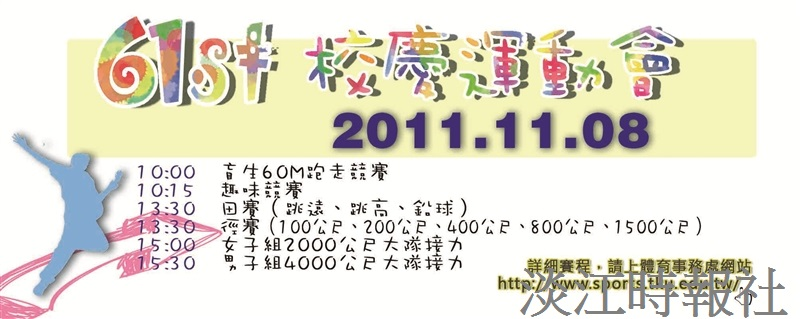 61st 校慶運動會
2011.11.08
10:00 盲生60M跑走競賽
10:15 趣味競賽
13:30 田賽（跳遠、跳高、鉛球）
13:30 徑賽（100公尺、200公尺、400公尺、800公尺、1500公尺）
15:00 女子組2000公尺大隊接力
15:30 男子組4000公尺大隊接力
詳細賽程，請上體育事務處網站
http://www.sports.tku.edu.tw/
淡江時報社